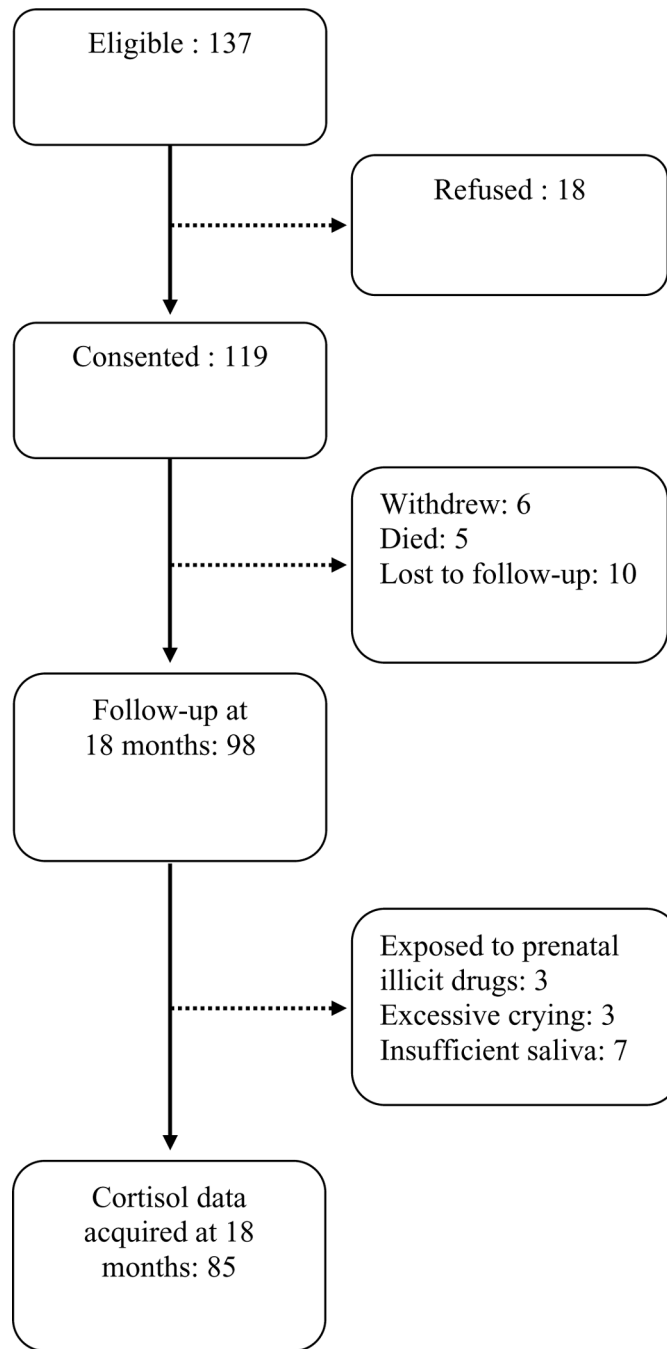 Eligible : 137
Refused : 18
Consented : 119
Withdrew: 6
Died: 5
Lost to follow-up: 10
Follow-up at
18 months: 98
Exposed to prenatal
illicit drugs: 3
Excessive crying: 3
Insufficient saliva: 7
Cortisol data
acquired at 18
months: 85